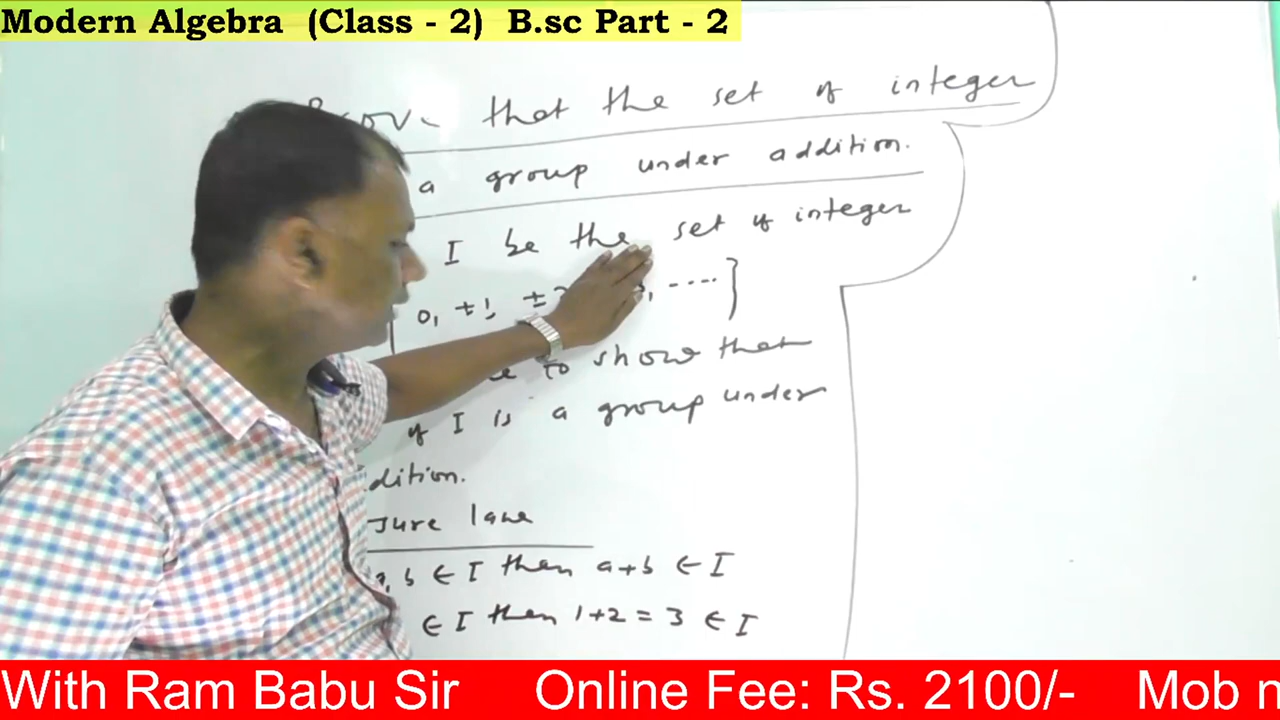 Modern Algebra (Class - 2) B.sc Part - 2
that the set of integer
a group under addition.
I be the set of integer
0, ±1, ----}
to show that
of I is a group under
dition.
law
b ∈ I then a+b ∈ I
∈ I then 1+2 = 3 ∈ I
With Ram Babu Sir Online Fee: Rs. 2100/- Mob n